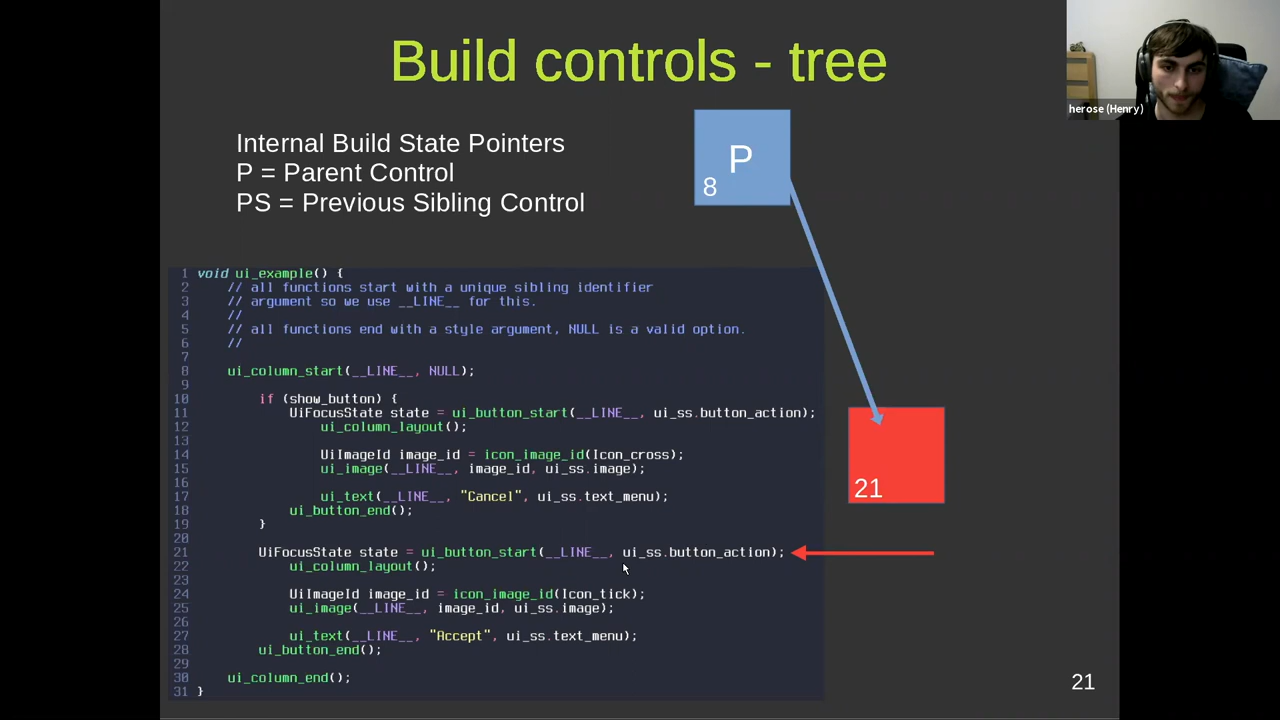 Build controls - tree
herose (Henry)
Internal Build State Pointers
P = Parent Control
PS = Previous Sibling Control
P
8
21
1 void ui_example() {
2 // all functions start with a unique sibling identifier
3 // argument so we use __LINE__ for this.
4 //
5 // all functions end with a style argument, NULL is a valid option.
6 //
7
8 ui_column_start(__LINE__, NULL);
9
10 if (show_button) {
11 UiFocusState state = ui_button_start(__LINE__, ui_ss.button_action);
12 ui_column_layout();
13
14 UiImageId image_id = icon_image_id(Icon_cross);
15 ui_image(__LINE__, image_id, ui_ss.image);
16
17 ui_text(__LINE__, "Cancel", ui_ss.text_menu);
18 ui_button_end();
19 }
20
21 UiFocusState state = ui_button_start(__LINE__, ui_ss.button_action);
22 ui_column_layout();
23
24 UiImageId image_id = icon_image_id(Icon_tick);
25 ui_image(__LINE__, image_id, ui_ss.image);
26
27 ui_text(__LINE__, "Accept", ui_ss.text_menu);
28 ui_button_end();
29
30 ui_column_end();
31 }
21